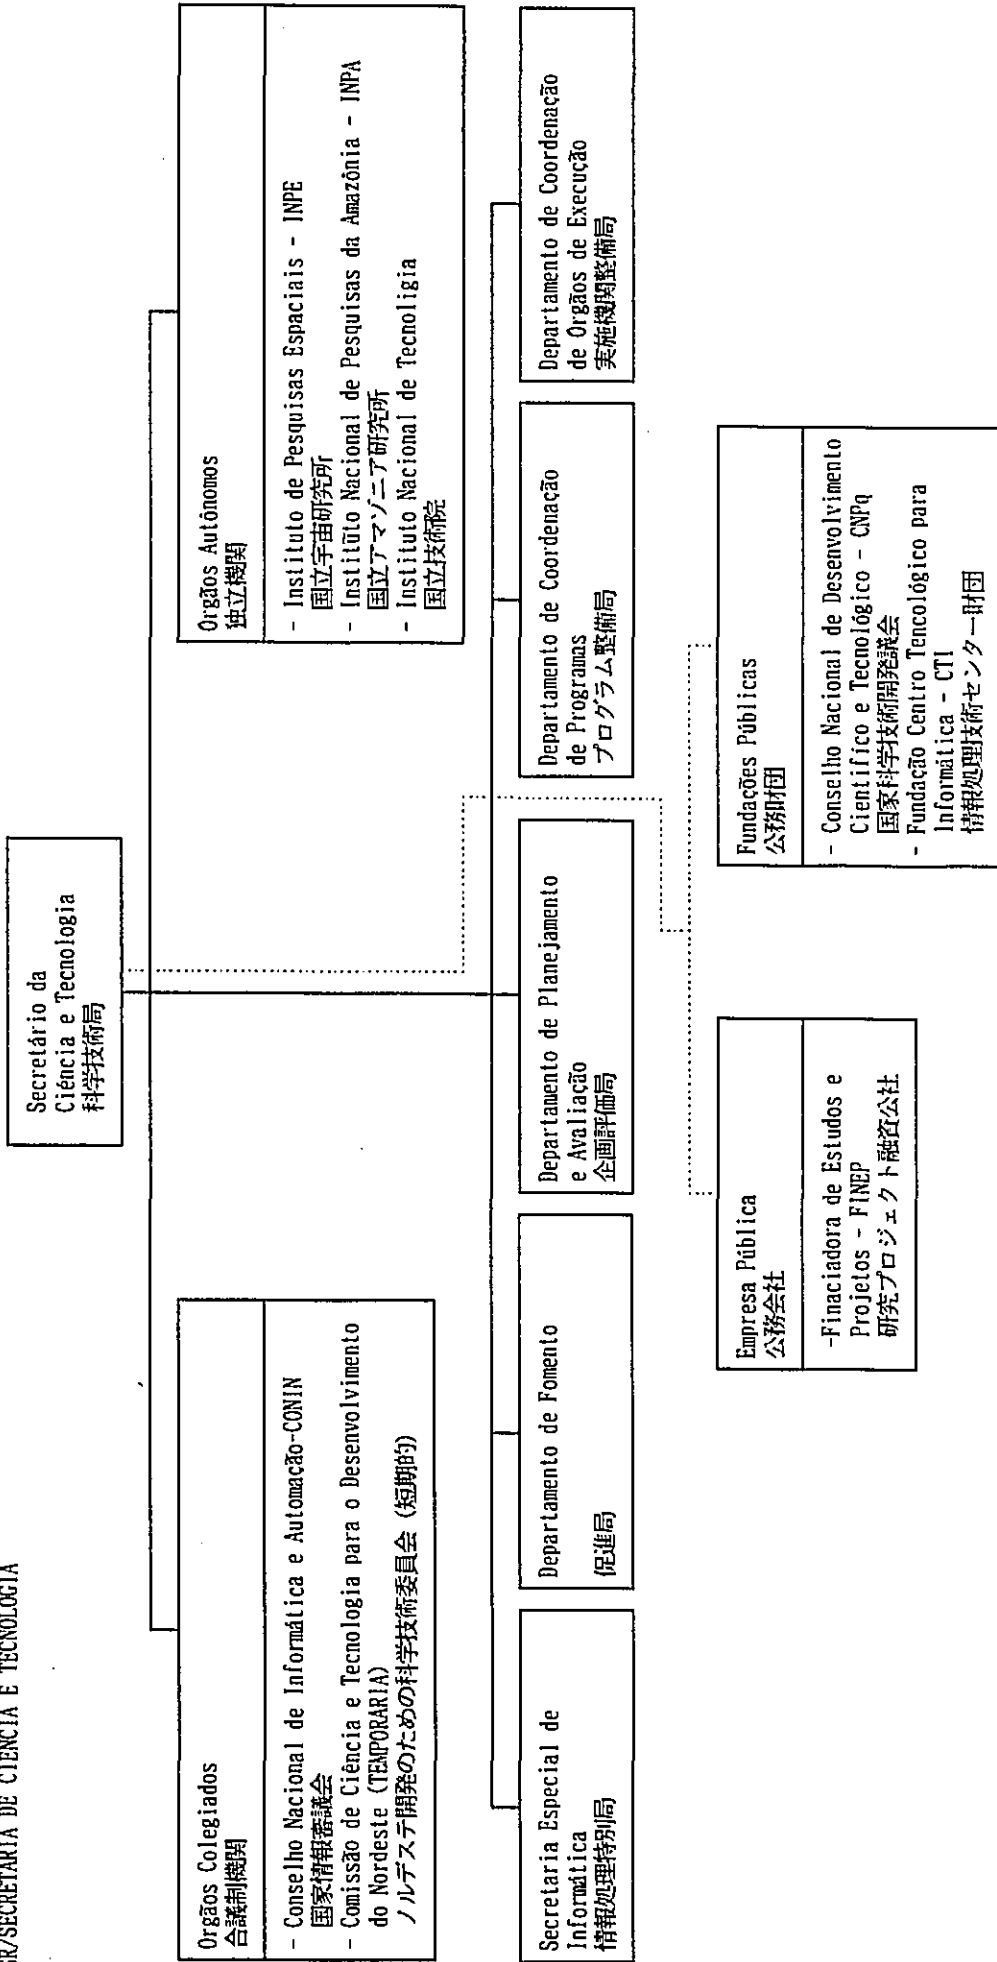 SECRETARIA DE CIENCIA E TECNOLOGIA
Secretário da
Ciência e Tecnologia
科学技術局
Orgãos Colegiados
合議制機関
- Conselho Nacional de Informática e Automação-CONIN
国家情報審議会
- Comissão de Ciência e Tecnologia para o Desenvolvimento
do Nordeste (TEMPORARIA)
ノルデステ開発のための科学技術委員会 (短期的)
Orgãos Autônomos
独立機関
- Instituto de Pesquisas Espaciais - INPE
国立宇宙研究所
- Instituto Nacional de Pesquisas da Amazônia - INPA
国立アマゾニア研究所
- Instituto Nacional de Tecnoligia
国立技術院
Secretaria Especial de
Informática
情報処理特別局
Departamento de Fomento
促進局
Departamento de Planejamento
e Avaliação
企画評価局
Departamento de Coordenação
de Programas
プログラム整備局
Departamento de Coordenação
de Orgãos de Execução
実施機関整備局
Empresa Pública
公務会社
-Finaciadora de Estudos e
Projetos - FINEP
研究プロジェクト融資公社
Fundações Públicas
公務財団
- Conselho Nacional de Desenvolvimento
Cientifico e Tecnológico - CNPq
国家科学技術開発議会
- Fundação Centro Tencológico para
Informática - CTI
情報処理技術センター財団